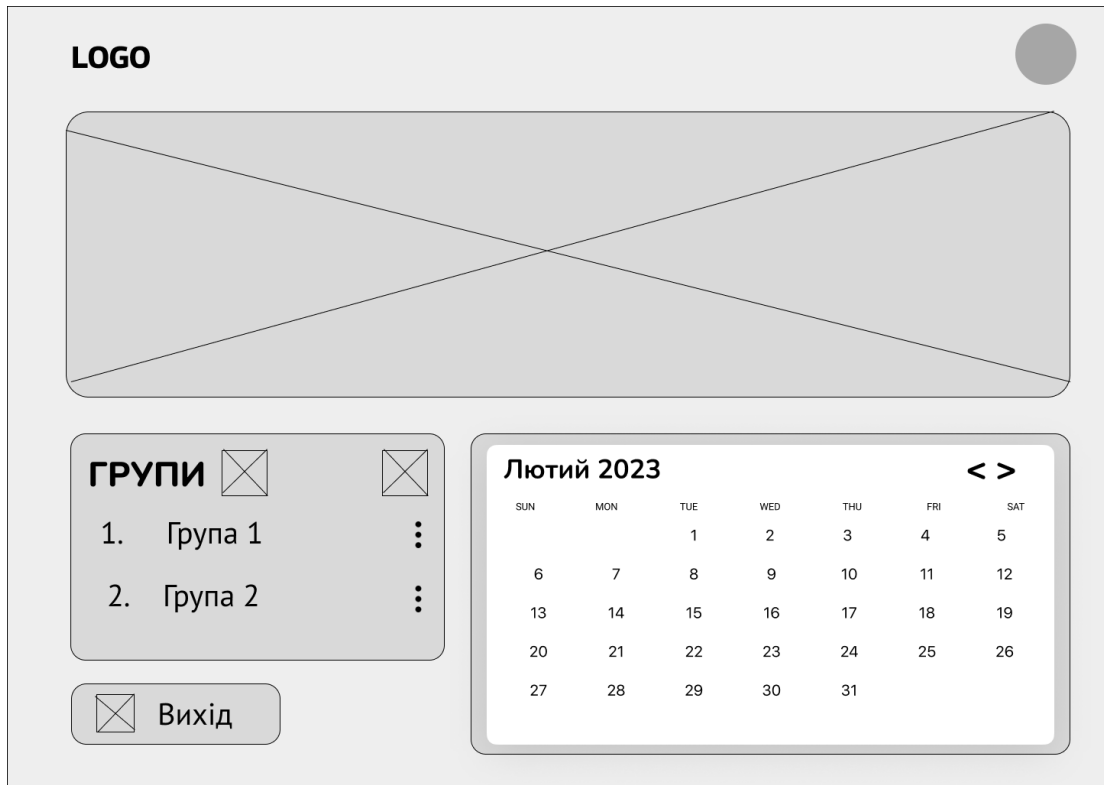 LOGO
ГРУПИ
1. Група 1
2. Група 2
Вихід
Лютий 2023 < >
SUN MON TUE WED THU FRI SAT
1 2 3 4 5
6 7 8 9 10 11 12
13 14 15 16 17 18 19
20 21 22 23 24 25 26
27 28 29 30 31